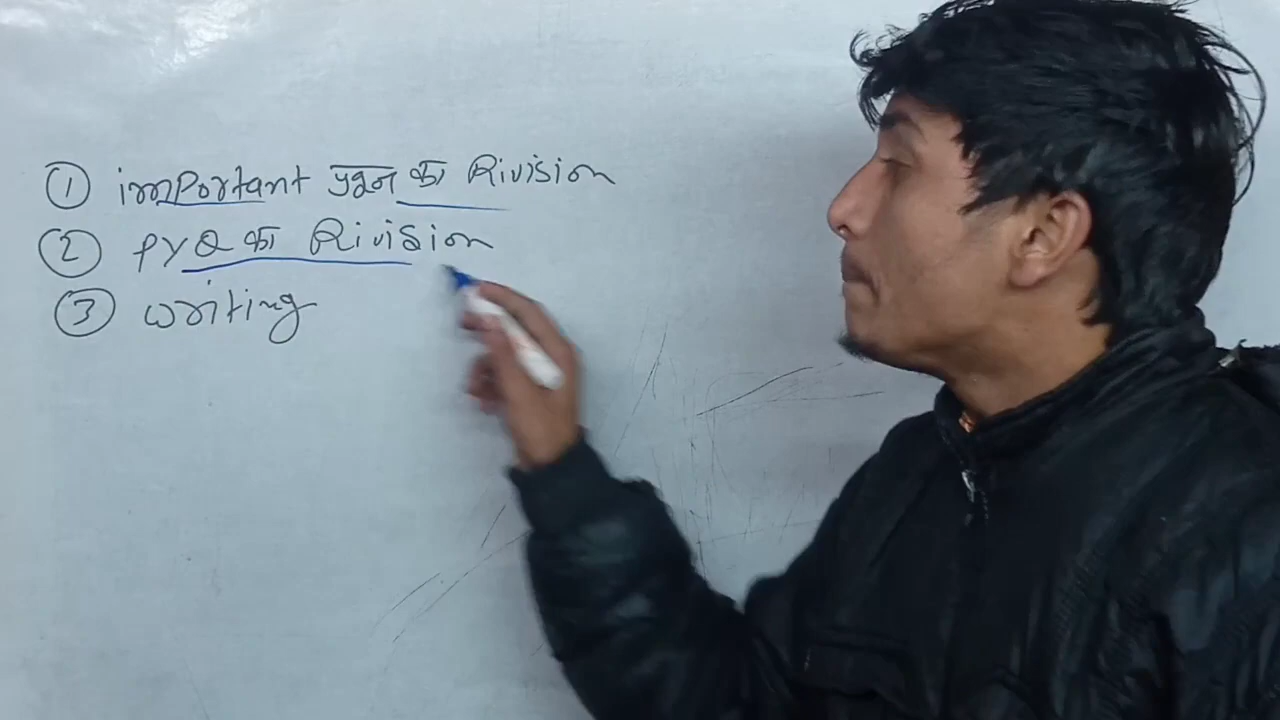 ① important प्रश्न का Rivision
② PYQ का Rivision
③ writing